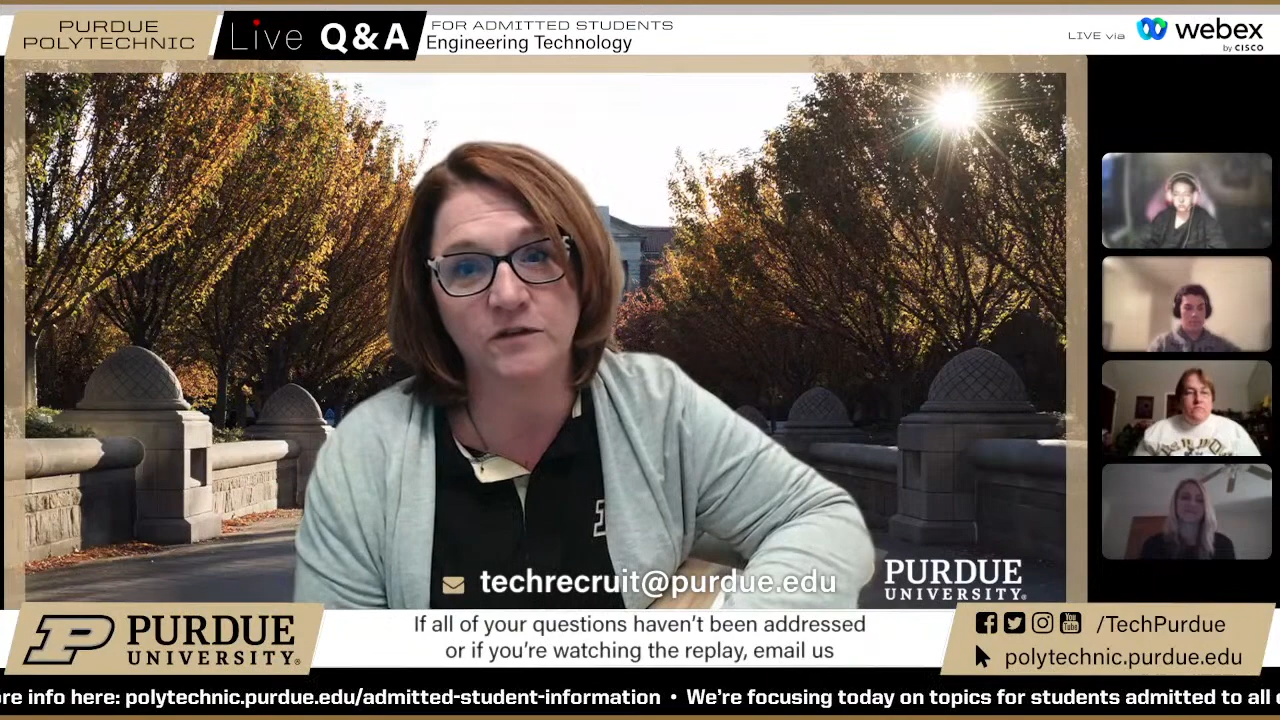 PURDUE
POLYTECHNIC
Live Q&A
FOR ADMITTED STUDENTS
Engineering Technology
LIVE via webex
by CISCO
techrecruit@purdue.edu
PURDUE
UNIVERSITY®
P PURDUE
UNIVERSITY®
If all of your questions haven't been addressed
or if you're watching the replay, email us
You
Tube
/TechPurdue
polytechnic.purdue.edu
re info here: polytechnic.purdue.edu/admitted-student-information • We're focusing today on topics for students admitted to all